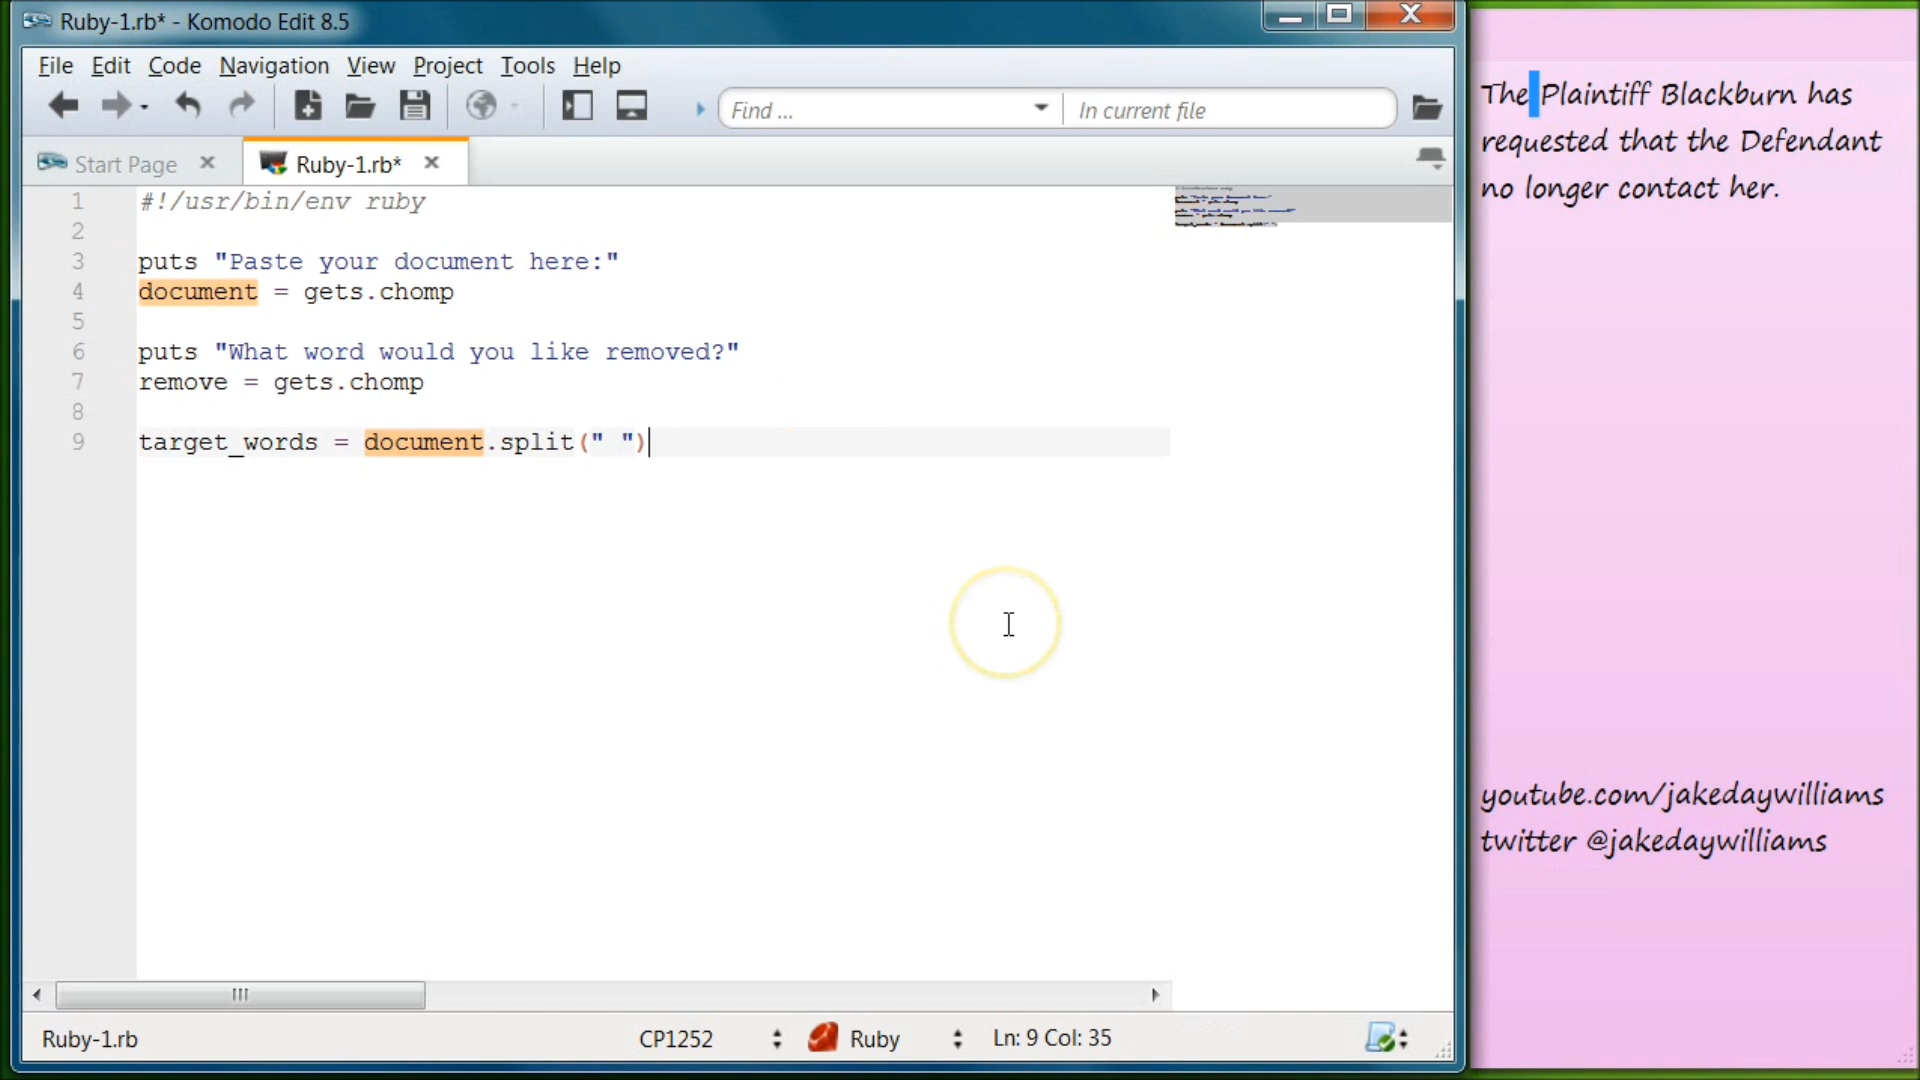 Ruby-1.rb* - Komodo Edit 8.5
File Edit Code Navigation View Project Tools Help
Find ... In current file
Start Page Ruby-1.rb*
1 #!/usr/bin/env ruby
2
3 puts "Paste your document here:"
4 document = gets.chomp
5
6 puts "What word would you like removed?"
7 remove = gets.chomp
8
9 target_words = document.split(" ")
Ruby-1.rb CP1252 Ruby Ln: 9 Col: 35
The Plaintiff Blackburn has
requested that the Defendant
no longer contact her.
youtube.com/jakedaywilliams
twitter @jakedaywilliams